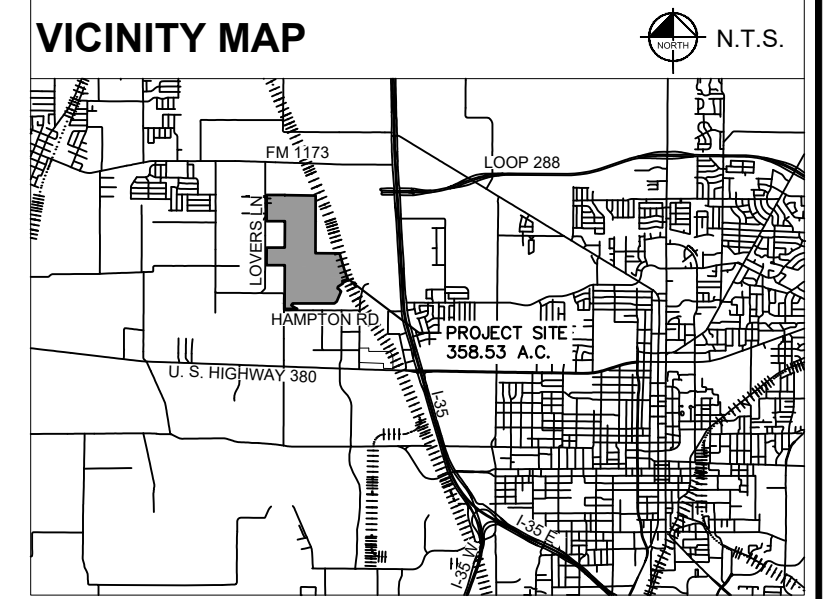 VICINITY MAP
NORTH
N.T.S.
FM 1173
LOOP 288
LOVERS LN
HAMPTON RD
PROJECT SITE
358.53 A.C.
U. S. HIGHWAY 380
I-35
I-35 E
I-35 W